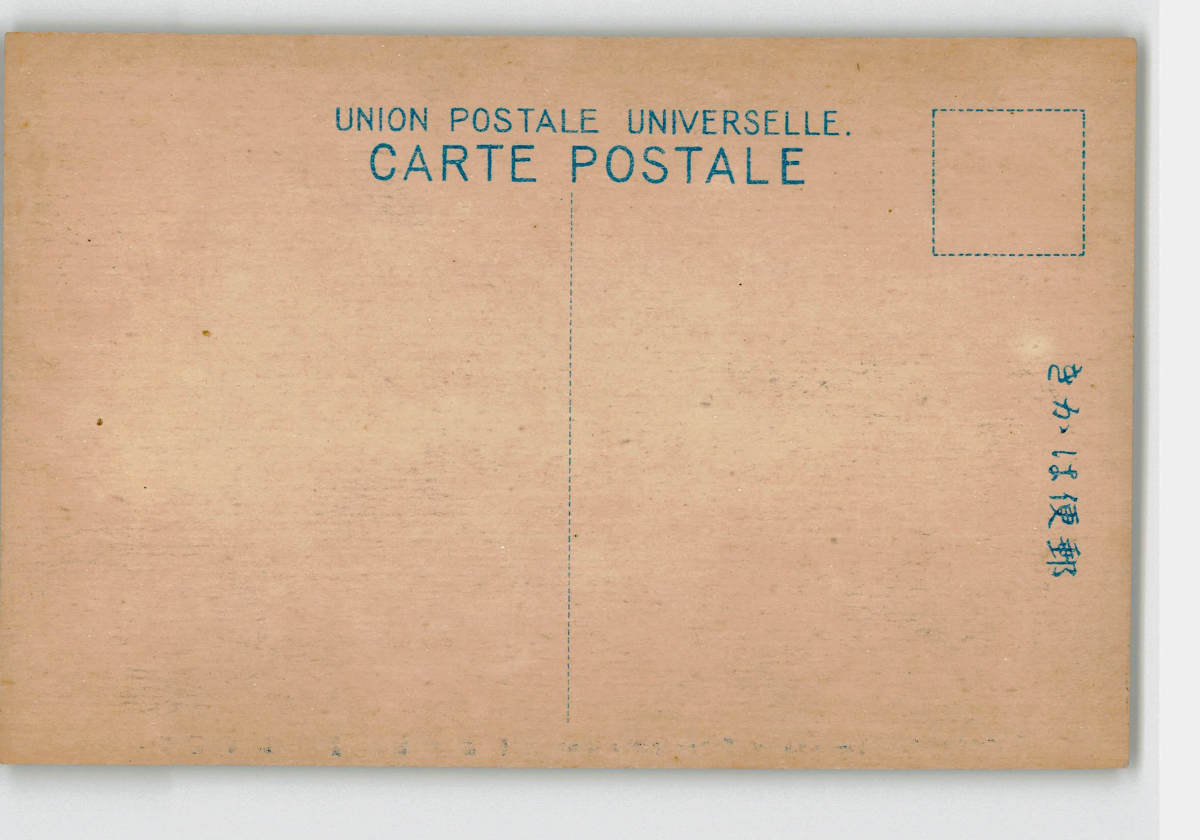 UNION POSTALE UNIVERSELLE.
CARTE POSTALE
きかは便郵